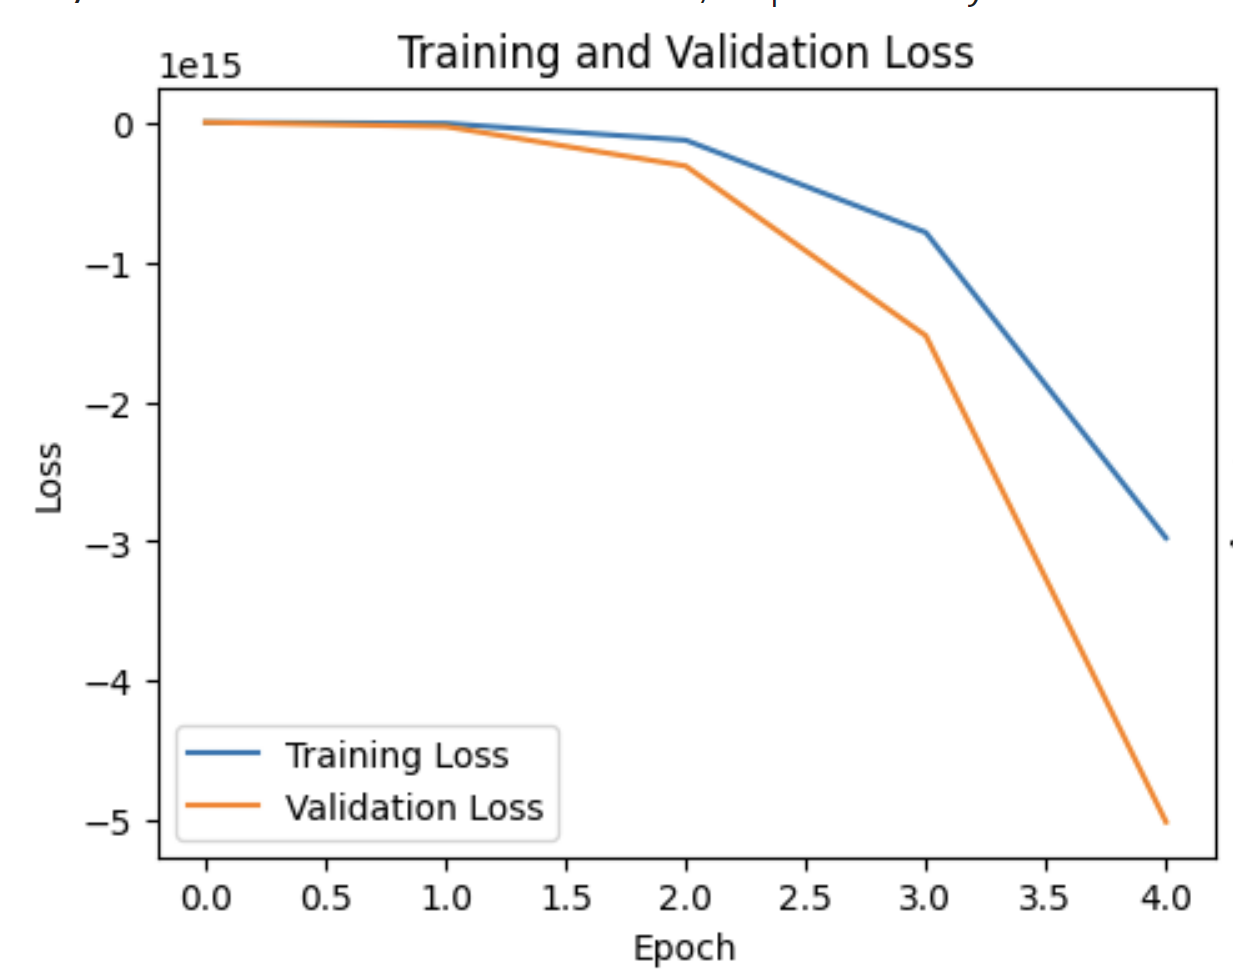 Training and Validation Loss
1e15
0
−1
−2
−3
−4
−5
Loss
Training Loss
Validation Loss
0.0 0.5 1.0 1.5 2.0 2.5 3.0 3.5 4.0
Epoch